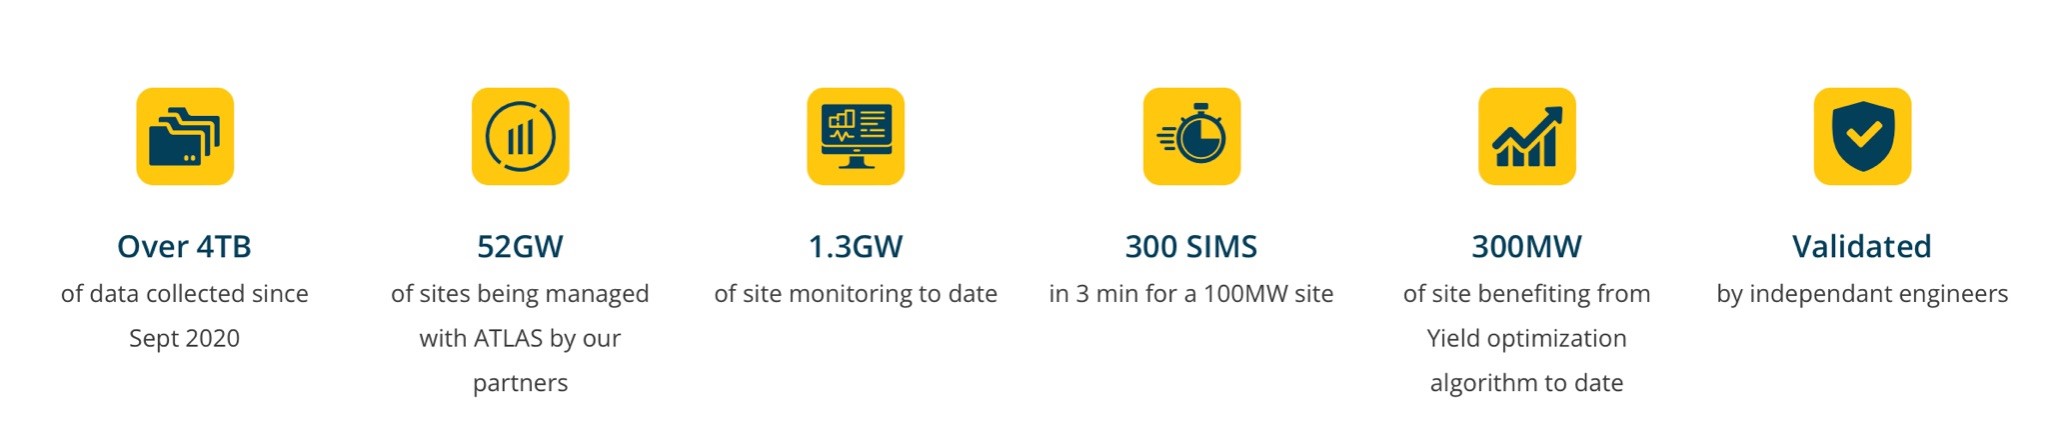 Over 4TB
of data collected since
Sept 2020
52GW
of sites being managed
with ATLAS by our
partners
1.3GW
of site monitoring to date
300 SIMS
in 3 min for a 100MW site
300MW
of site benefiting from
Yield optimization
algorithm to date
Validated
by independant engineers